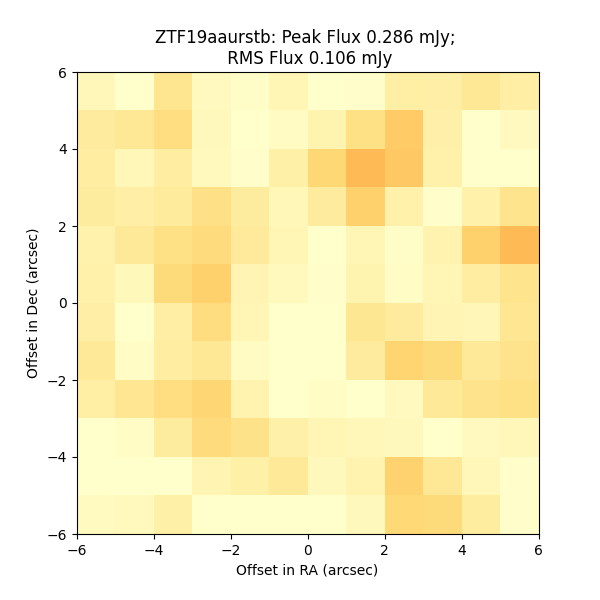 ZTF19aaurstb: Peak Flux 0.286 mJy;
RMS Flux 0.106 mJy
6
4
2
0
−2
−4
−6
Offset in Dec (arcsec)
−6 −4 −2 0 2 4 6
Offset in RA (arcsec)